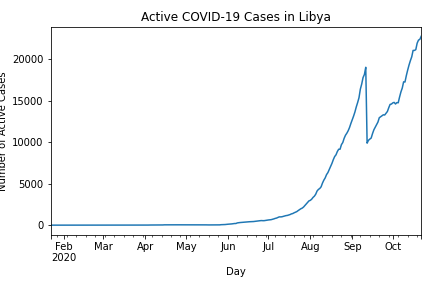 Active COVID-19 Cases in Libya
Number of Active Cases
20000
15000
10000
5000
0
Feb
2020
Mar
Apr
May
Jun
Jul
Aug
Sep
Oct
Day